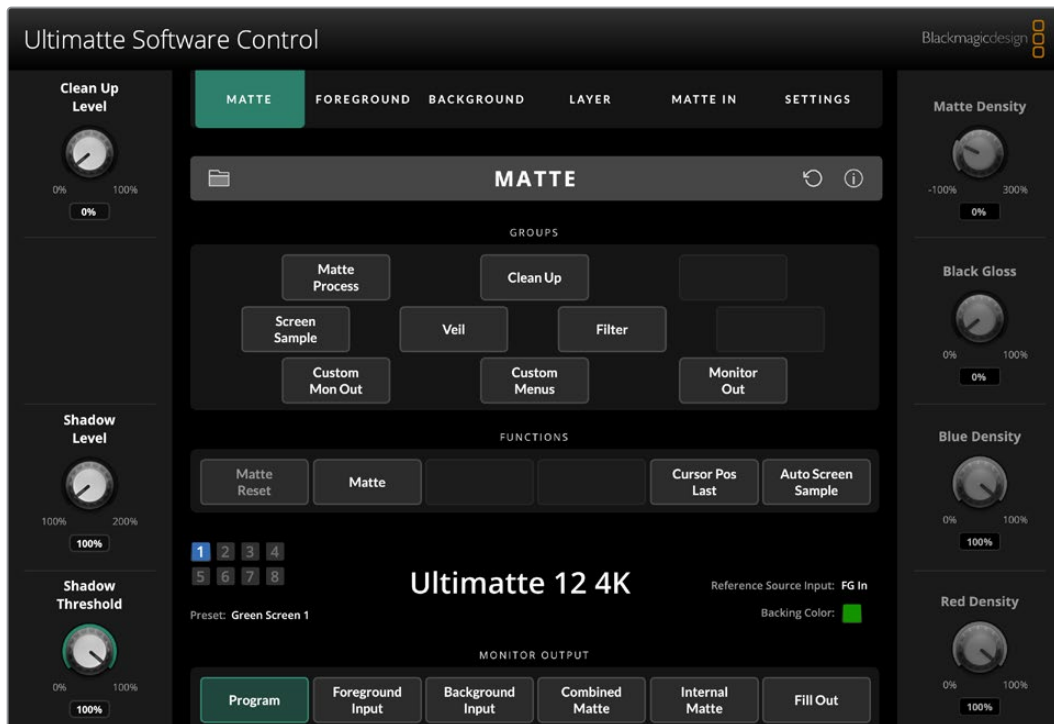 Ultimatte Software Control
Blackmagicdesign
Clean Up
Level
0% 100%
0%
Shadow
Level
100% 200%
100%
Shadow
Threshold
0% 100%
100%
MATTE FOREGROUND BACKGROUND LAYER MATTE IN SETTINGS
MATTE
GROUPS
Matte
Process
Clean Up
Screen
Sample
Veil
Filter
Custom
Mon Out
Custom
Menus
Monitor
Out
FUNCTIONS
Matte
Reset
Matte
Cursor Pos
Last
Auto Screen
Sample
1 2 3 4
5 6 7 8
Preset: Green Screen 1
Ultimatte 12 4K
Reference Source Input: FG In
Backing Color:
MONITOR OUTPUT
Program
Foreground
Input
Background
Input
Combined
Matte
Internal
Matte
Fill Out
Matte Density
-100% 300%
0%
Black Gloss
0% 100%
0%
Blue Density
0% 100%
100%
Red Density
0% 100%
100%